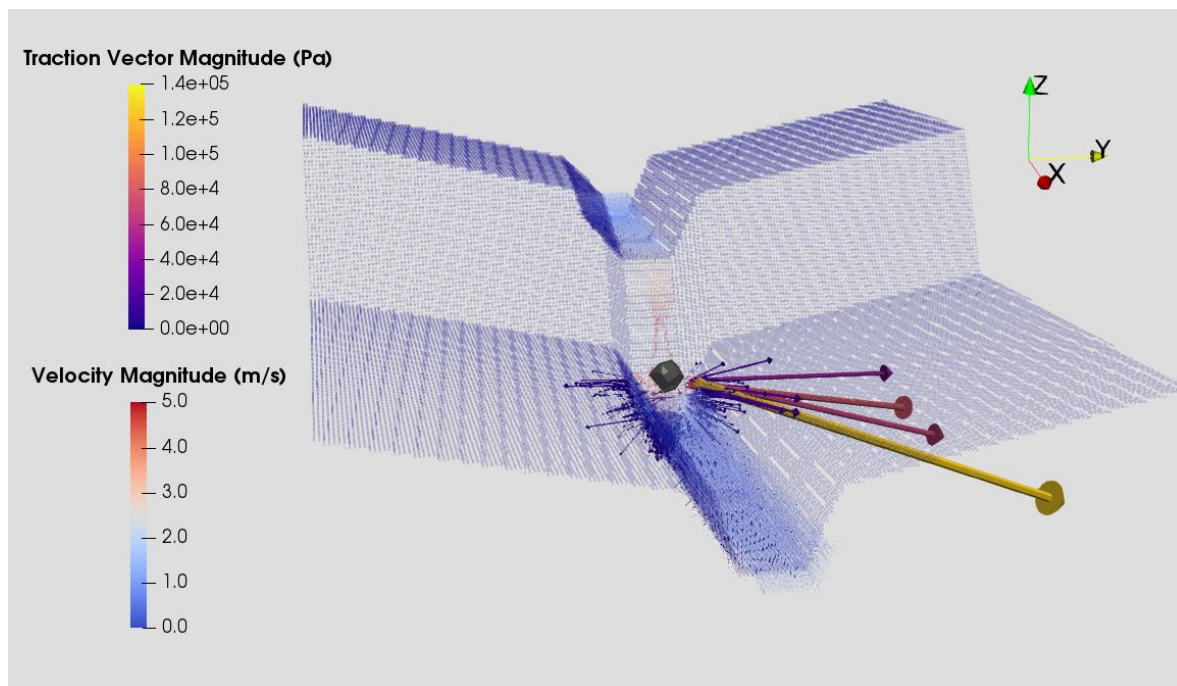 Traction Vector Magnitude (Pa)
1.4e+05
1.2e+5
1.0e+5
8.0e+4
6.0e+4
4.0e+4
2.0e+4
0.0e+00
Velocity Magnitude (m/s)
5.0
4.0
3.0
2.0
1.0
0.0
Z
Y
X